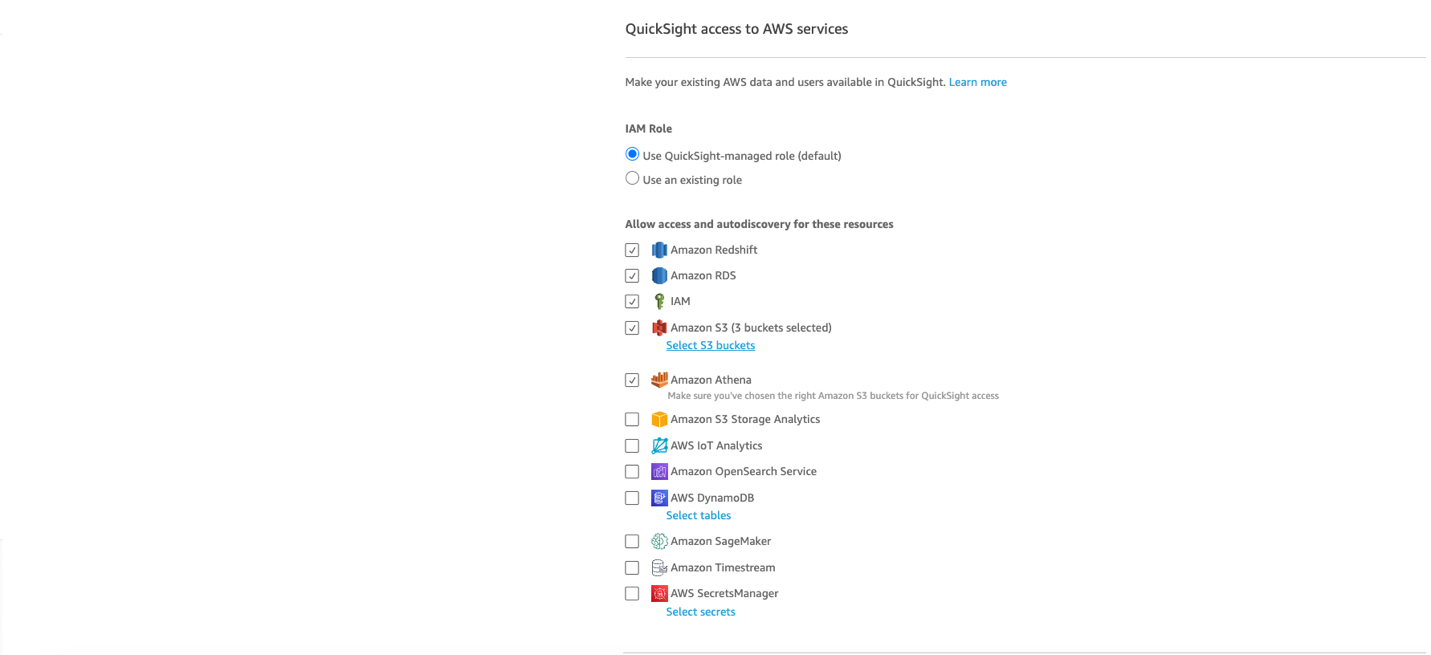 QuickSight access to AWS services
Make your existing AWS data and users available in QuickSight. Learn more
IAM Role
Use QuickSight-managed role (default)
Use an existing role
Allow access and autodiscovery for these resources
Amazon Redshift
Amazon RDS
IAM
Amazon S3 (3 buckets selected)
Select S3 buckets
Amazon Athena
Make sure you've chosen the right Amazon S3 buckets for QuickSight access
Amazon S3 Storage Analytics
AWS IoT Analytics
Amazon OpenSearch Service
AWS DynamoDB
Select tables
Amazon SageMaker
Amazon Timestream
AWS SecretsManager
Select secrets